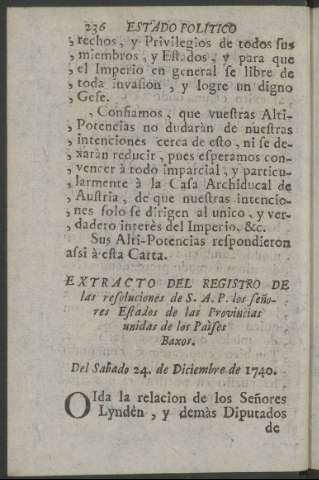 236 ESTADO POLITICO
, rechos, y Privilegios de todos sus
, miembros, y Estados, y para que
, el Imperio en general se libre de
, toda invasion, y logre un digno
, Gefe.
, Confiamos, que vuestras Alti-
, Potencias no dudaràn de nuestras
, intenciones cerca de esto, ni se de-
, xaràn reducir, pues esperamos con-
, vencer à todo imparcial, y particu-
, larmente à la Casa Archiducal de
, Austria, de que nuestras intencio-
, nes solo se dirigen al unico, y ver-
, dadero interès del Imperio. &c.
Sus Alti-Potencias respondieron
assi à esta Carta.
EXTRACTO DEL REGISTRO DE
las resoluciones de S. A. P. los seño-
res Estados de las Provincias
unidas de los Païses
Baxos.
Del Sabado 24. de Diciembre de 1740.
OIda la relacion de los Señores
Lyndèn, y demàs Diputados
de